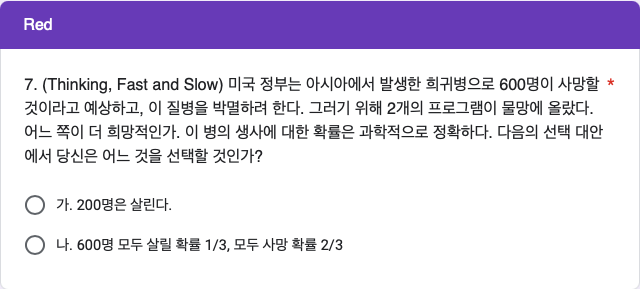 Red
7. (Thinking, Fast and Slow) 미국 정부는 아시아에서 발생한 희귀병으로 600명이 사망할 *
것이라고 예상하고, 이 질병을 박멸하려 한다. 그러기 위해 2개의 프로그램이 물망에 올랐다.
어느 쪽이 더 희망적인가. 이 병의 생사에 대한 확률은 과학적으로 정확하다. 다음의 선택 대안
에서 당신은 어느 것을 선택할 것인가?
가. 200명은 살린다.
나. 600명 모두 살릴 확률 1/3, 모두 사망 확률 2/3